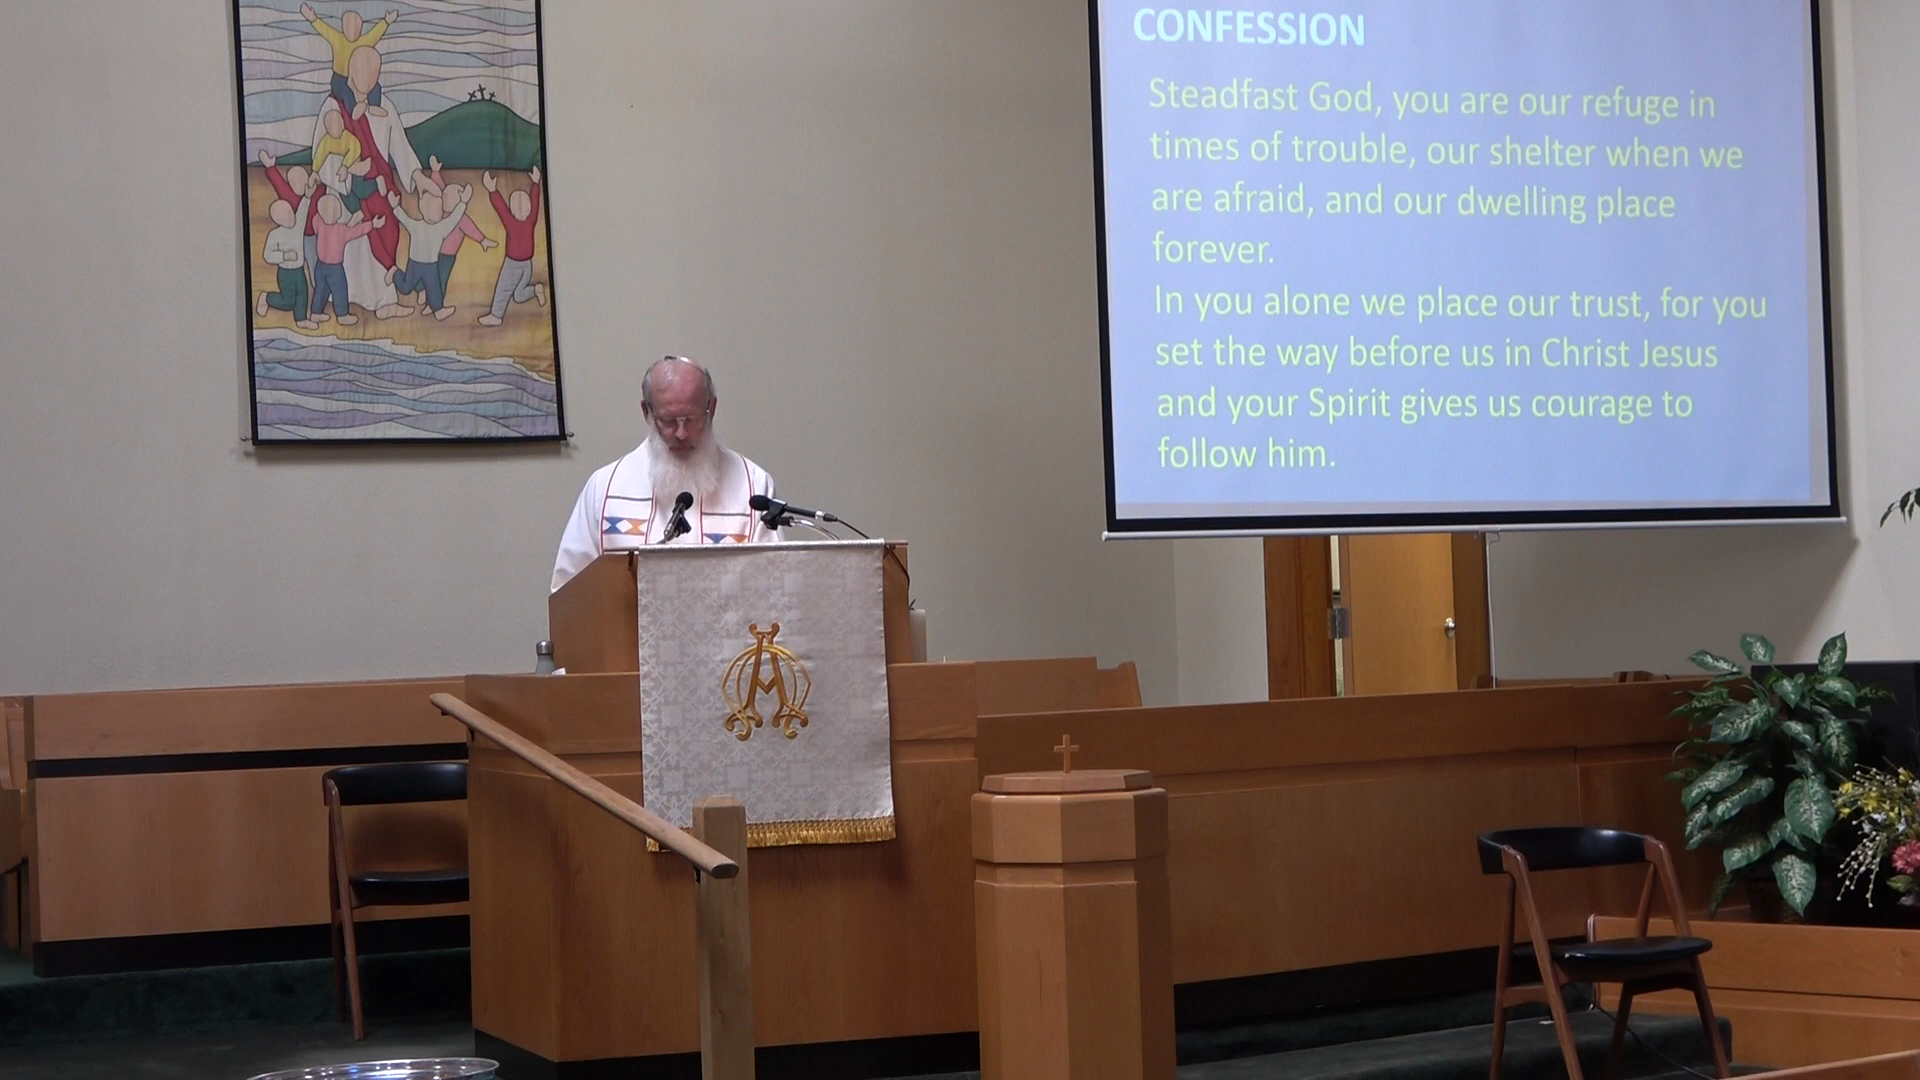 CONFESSION
Steadfast God, you are our refuge in
times of trouble, our shelter when we
are afraid, and our dwelling place
forever.
In you alone we place our trust, for you
set the way before us in Christ Jesus
and your Spirit gives us courage to
follow him.